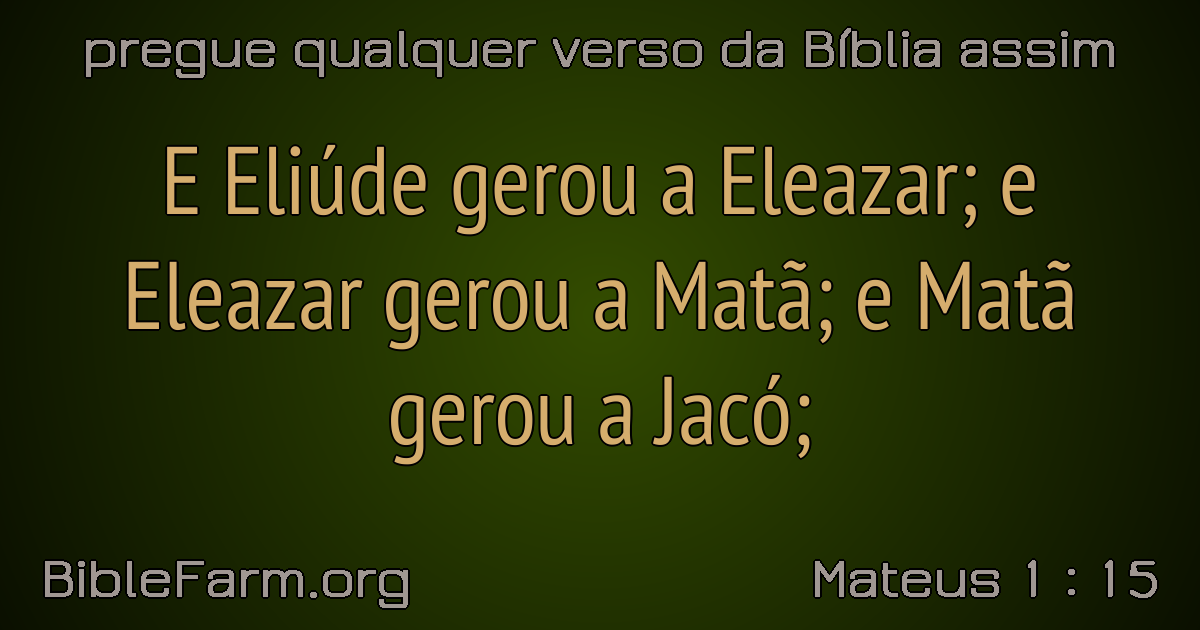 pregue qualquer verso da Bíblia assim
E Eliúde gerou a Eleazar; e
Eleazar gerou a Matã; e Matã
gerou a Jacó;
BibleFarm.org
Mateus 1 : 15